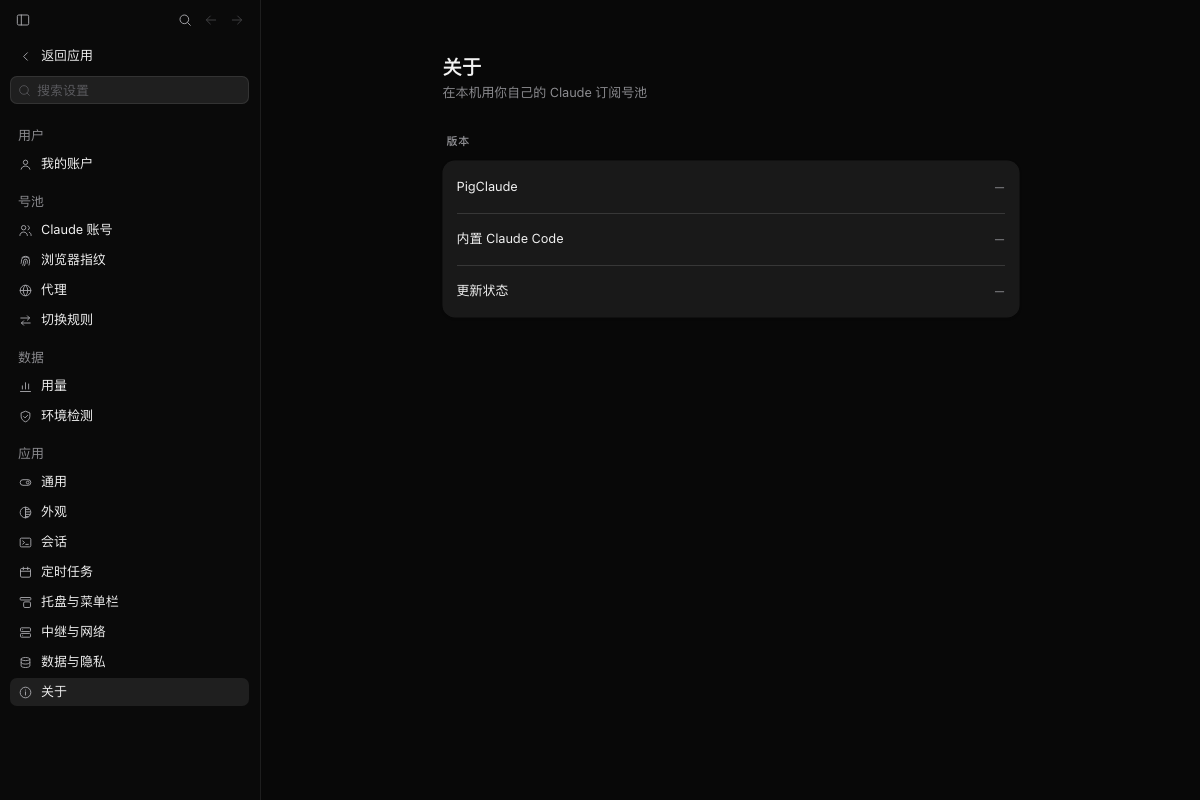 返回应用
搜索设置
用户
我的账户
号池
Claude 账号
浏览器指纹
代理
切换规则
数据
用量
环境检测
应用
通用
外观
会话
定时任务
托盘与菜单栏
中继与网络
数据与隐私
关于
关于
在本机用你自己的 Claude 订阅号池
版本
PigClaude —
内置 Claude Code —
更新状态 —